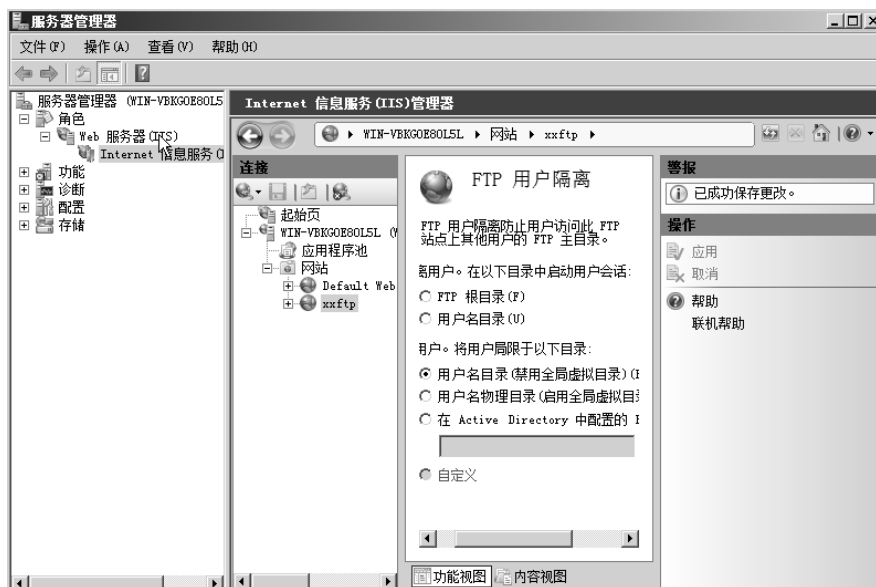 服务器管理器
文件(F) 操作(A) 查看(V) 帮助(H)
服务器管理器 (WIN-VBKGOE8OL5
角色
Web 服务器(IIS)
Internet 信息服务(I
功能
诊断
配置
存储
Internet 信息服务(IIS)管理器
WIN-VBKGOE8OL5L 网站 xxftp
连接
起始页
WIN-VBKGOE8OL5L (W
应用程序池
网站
Default Web
xxftp
FTP 用户隔离
FTP 用户隔离防止用户访问此 FTP
站点上其他用户的 FTP 主目录。
离用户。在以下目录中启动用户会话:
FTP 根目录(F)
用户名目录(U)
用户。将用户局限于以下目录:
用户名目录(禁用全局虚拟目录)(
用户名物理目录(启用全局虚拟目
在 Active Directory 中配置的
自定义
功能视图 内容视图
警报
已成功保存更改。
操作
应用
取消
帮助
联机帮助